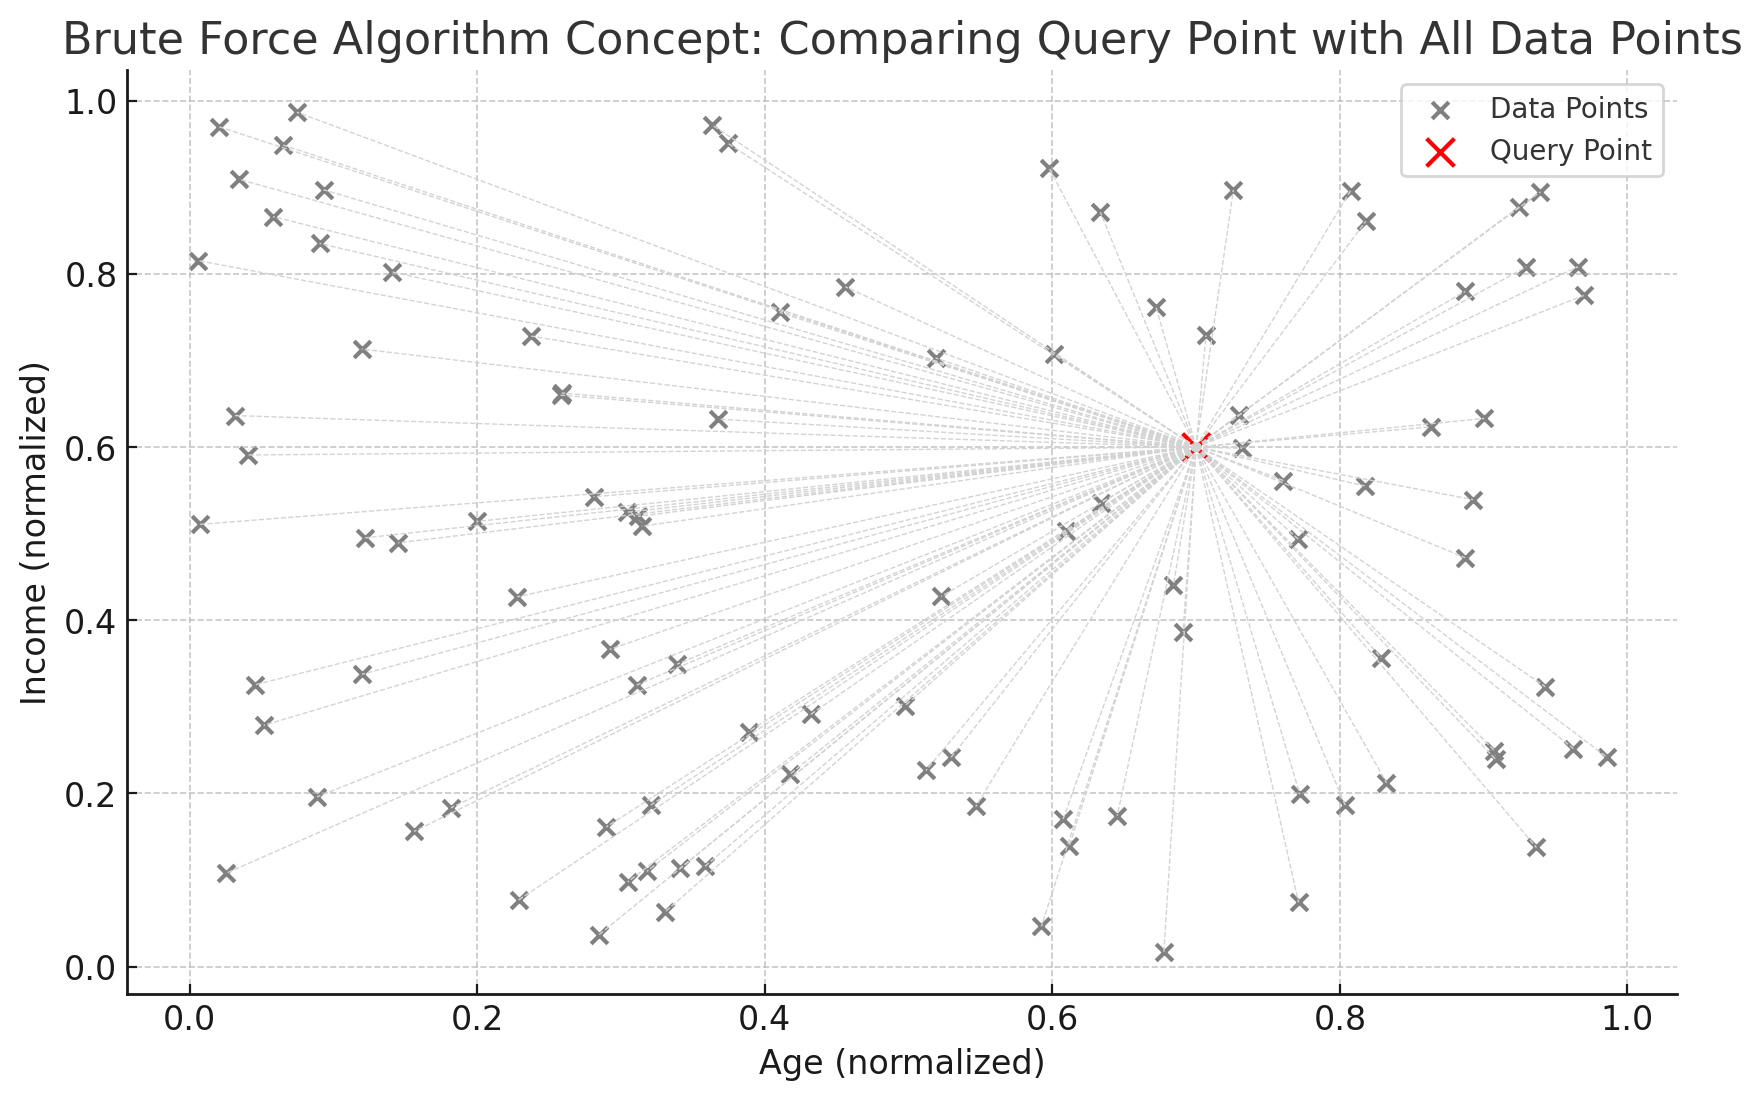 Brute Force Algorithm Concept: Comparing Query Point with All Data Points
Data Points
Query Point
1.0
0.8
0.6
0.4
0.2
0.0
Income (normalized)
0.0 0.2 0.4 0.6 0.8 1.0
Age (normalized)